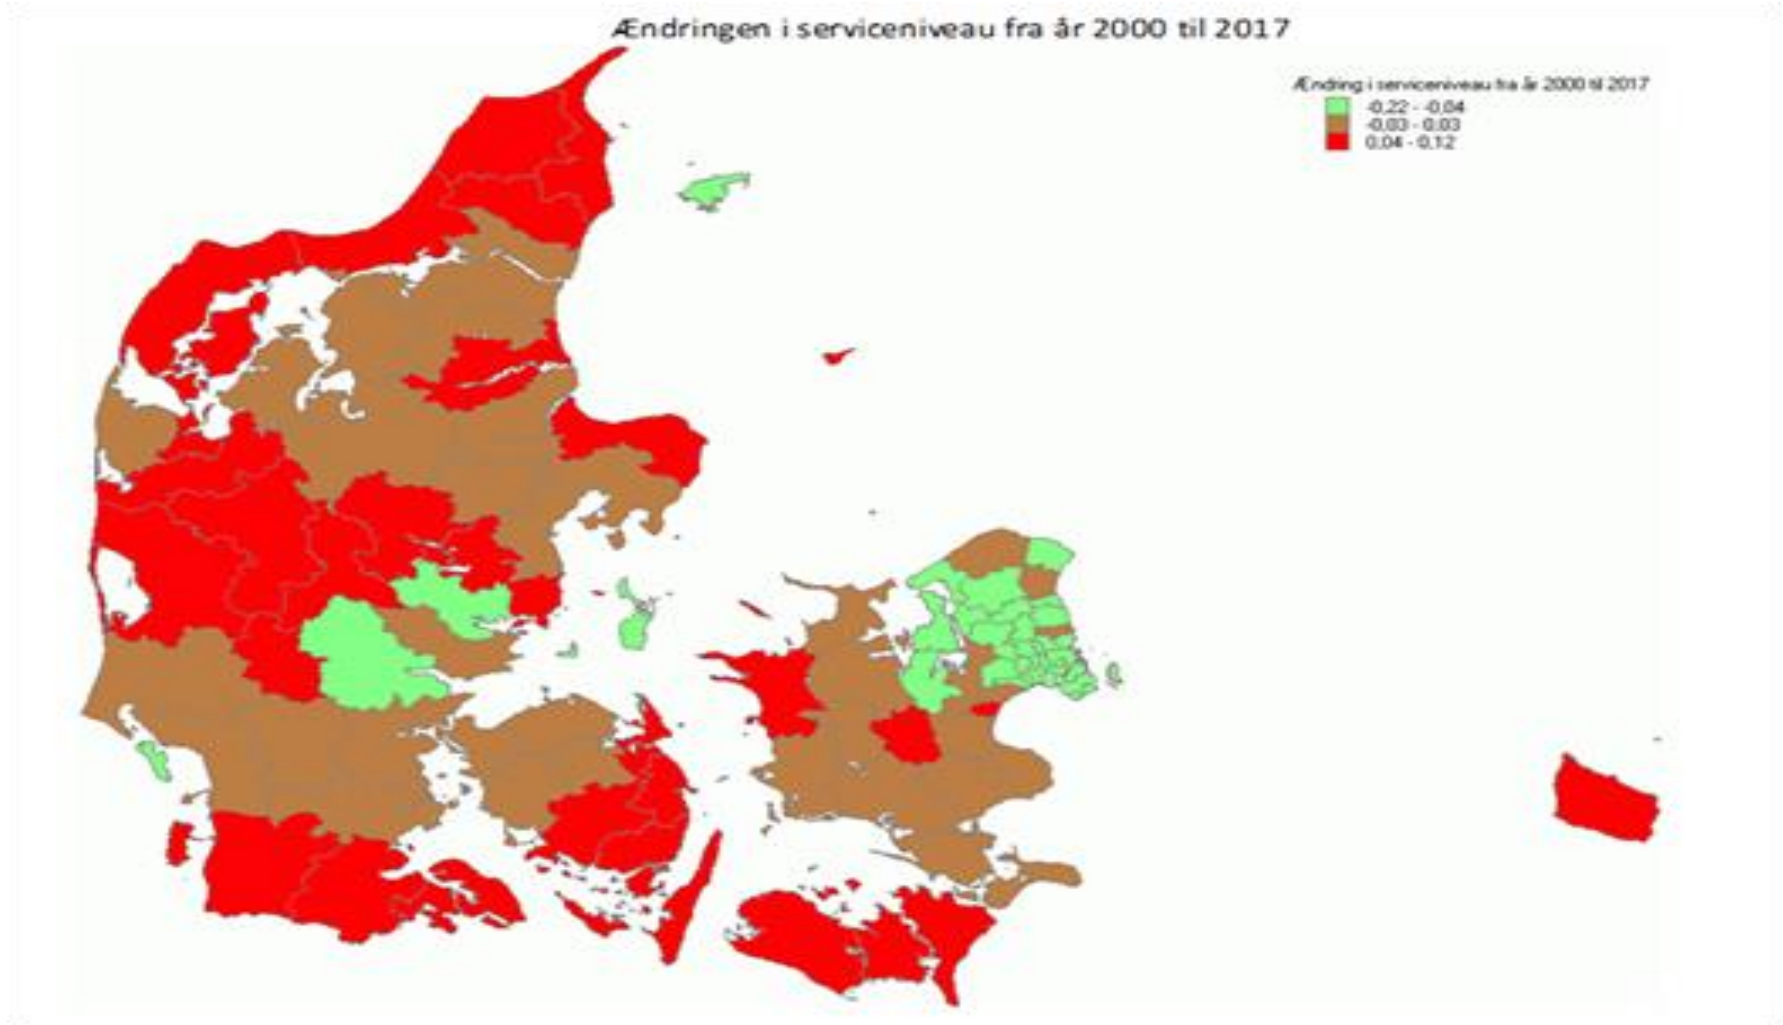 Ændringen i serviceniveau fra år 2000 til 2017
Ændring i serviceniveau fra år 2000 til 2017
-0,22 - -0,04
-0,03 - 0,03
0,04 - 0,12